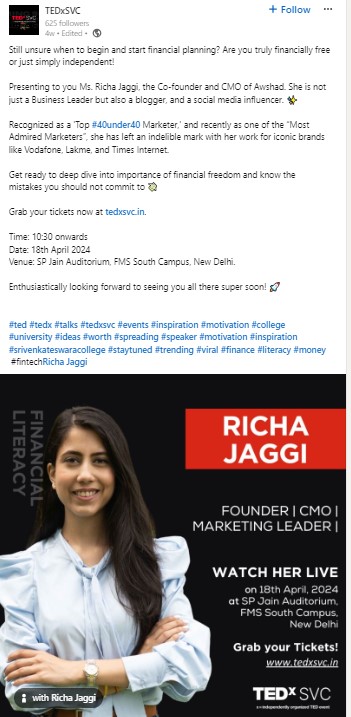 TEDxSVC
+ Follow ...
625 followers
4w • Edited •
Still unsure when to begin and start financial planning? Are you truly financially free
or just simply independent!
Presenting to you Ms. Richa Jaggi, the Co-founder and CMO of Awshad. She is not
just a Business Leader but also a blogger, and a social media influencer. ✨
Recognized as a 'Top #40under40 Marketer,' and recently as one of the "Most
Admired Marketers", she has left an indelible mark with her work for iconic brands
like Vodafone, Lakme, and Times Internet.
Get ready to deep dive into importance of financial freedom and know the
mistakes you should not commit to
Grab your tickets now at tedxsvc.in.
Time: 10:30 onwards
Date: 18th April 2024
Venue: SP Jain Auditorium, FMS South Campus, New Delhi.
Enthusiastically looking forward to seeing you all there super soon! 🚀
#ted #tedx #talks #tedxsvc #events #inspiration #motivation #college
#university #ideas #worth #spreading #speaker #motivation #inspiration
#srivenkateswaracollege #staytuned #trending #viral #finance #literacy #money
#fintechRicha Jaggi
FINANCIAL
LITERACY
RICHA
JAGGI
FOUNDER | CMO |
MARKETING LEADER |
WATCH HER LIVE
on 18th April, 2024
at SP Jain Auditorium,
FMS South Campus,
New Delhi
Grab your Tickets!
www.tedxsvc.in
TEDx SVC
x = independently organized TED event
with Richa Jaggi